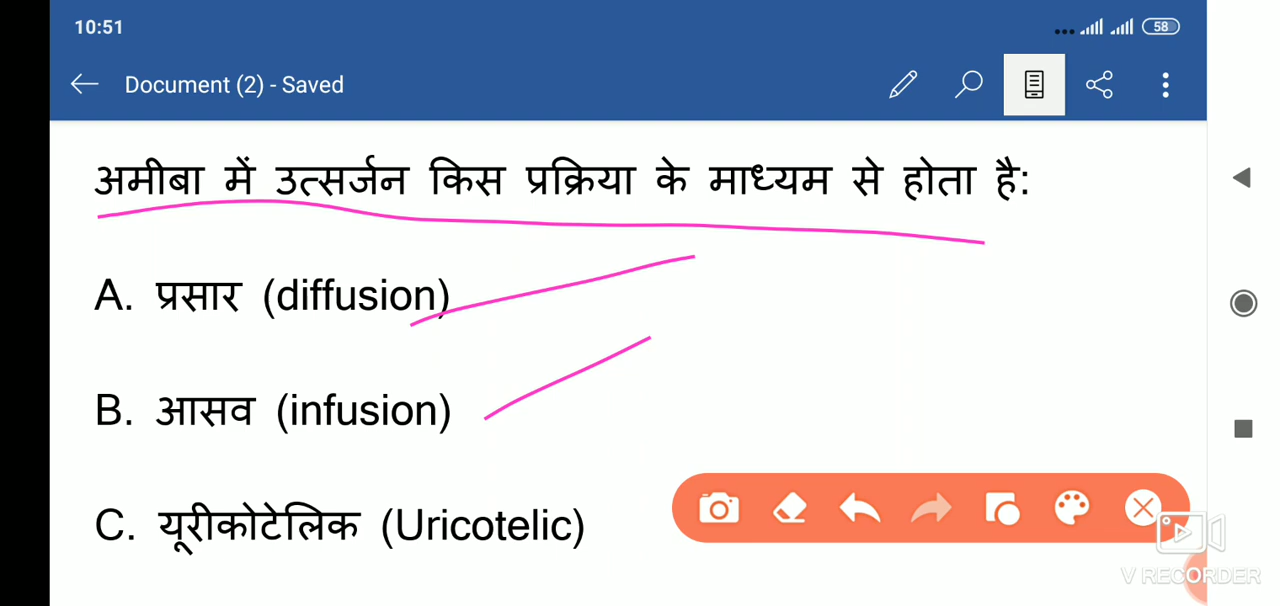 10:51
58
Document (2) - Saved
अमीबा में उत्सर्जन किस प्रक्रिया के माध्यम से होता है:
A. प्रसार (diffusion)
B. आसव (infusion)
C. यूरीकोटेलिक (Uricotelic)
V RECORDER